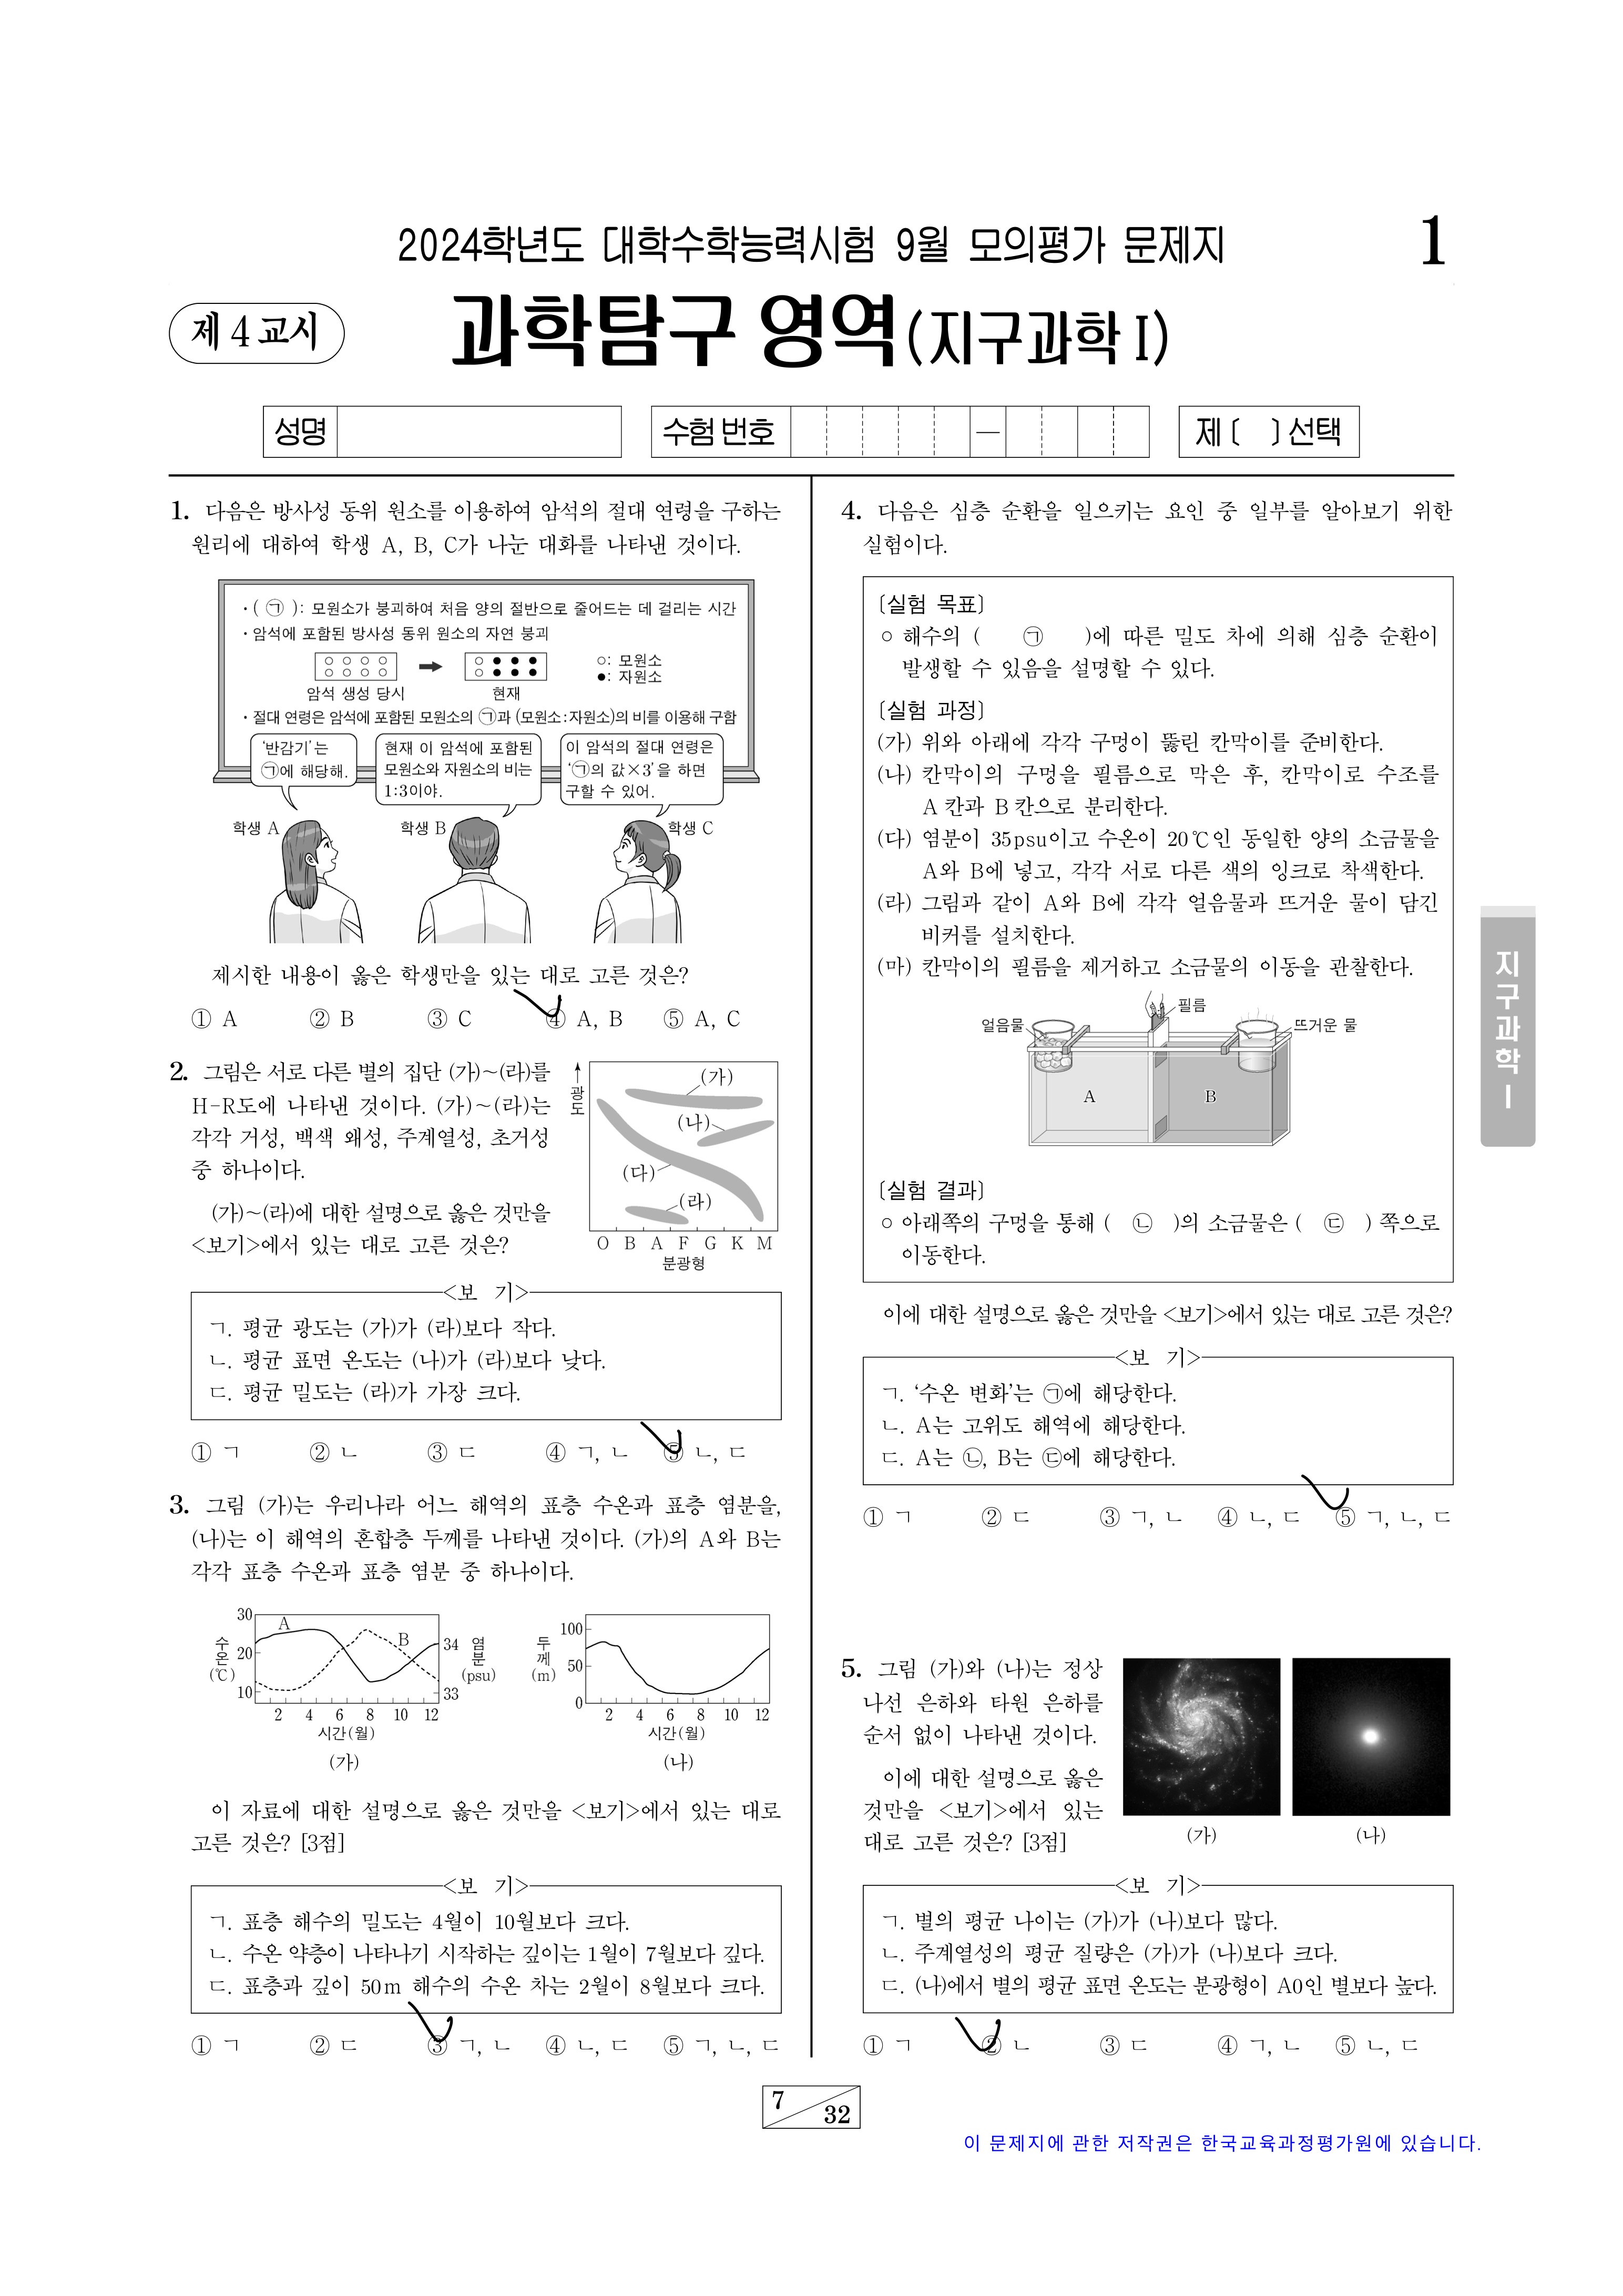 2024학년도 대학수학능력시험 9월 모의평가 문제지
1
제 4 교시
과학탐구 영역(지구과학 I)
성명
수험 번호
—
제 〔 〕 선택
1. 다음은 방사성 동위 원소를 이용하여 암석의 절대 연령을 구하는
원리에 대하여 학생 A, B, C가 나눈 대화를 나타낸 것이다.
• ( ㉠ ): 모원소가 붕괴하여 처음 양의 절반으로 줄어드는 데 걸리는 시간
• 암석에 포함된 방사성 동위 원소의 자연 붕괴
○: 모원소
●: 자원소
암석 생성 당시
현재
• 절대 연령은 암석에 포함된 모원소의 ㉠과 (모원소:자원소)의 비를 이용해 구함
'반감기'는
㉠에 해당해.
현재 이 암석에 포함된
모원소와 자원소의 비는
1:3이야.
이 암석의 절대 연령은
'㉠의 값×3'을 하면
구할 수 있어.
학생 A
학생 B
학생 C
제시한 내용이 옳은 학생만을 있는 대로 고른 것은?
① A ② B ③ C ④ A, B ⑤ A, C
2. 그림은 서로 다른 별의 집단 (가)~(라)를
H-R도에 나타낸 것이다. (가)~(라)는
각각 거성, 백색 왜성, 주계열성, 초거성
중 하나이다.
(가)~(라)에 대한 설명으로 옳은 것만을
<보기>에서 있는 대로 고른 것은?
광도
(가)
(나)
(다)
(라)
O B A F G K M
분광형
<보 기>
ㄱ. 평균 광도는 (가)가 (라)보다 작다.
ㄴ. 평균 표면 온도는 (나)가 (라)보다 낮다.
ㄷ. 평균 밀도는 (라)가 가장 크다.
① ㄱ ② ㄴ ③ ㄷ ④ ㄱ, ㄴ ⑤ ㄴ, ㄷ
3. 그림 (가)는 우리나라 어느 해역의 표층 수온과 표층 염분을,
(나)는 이 해역의 혼합층 두께를 나타낸 것이다. (가)의 A와 B는
각각 표층 수온과 표층 염분 중 하나이다.
수온(℃)
30
20
10
A
B
34
33
염분(psu)
2 4 6 8 10 12
시간(월)
(가)
두께(m)
100
50
0
2 4 6 8 10 12
시간(월)
(나)
이 자료에 대한 설명으로 옳은 것만을 <보기>에서 있는 대로
고른 것은? [3점]
<보 기>
ㄱ. 표층 해수의 밀도는 4월이 10월보다 크다.
ㄴ. 수온 약층이 나타나기 시작하는 깊이는 1월이 7월보다 깊다.
ㄷ. 표층과 깊이 50m 해수의 수온 차는 2월이 8월보다 크다.
① ㄱ ② ㄷ ③ ㄱ, ㄴ ④ ㄴ, ㄷ ⑤ ㄱ, ㄴ, ㄷ
4. 다음은 심층 순환을 일으키는 요인 중 일부를 알아보기 위한
실험이다.
〔실험 목표〕
○ 해수의 ( ㉠ )에 따른 밀도 차에 의해 심층 순환이
발생할 수 있음을 설명할 수 있다.
〔실험 과정〕
(가) 위와 아래에 각각 구멍이 뚫린 칸막이를 준비한다.
(나) 칸막이의 구멍을 필름으로 막은 후, 칸막이로 수조를
A 칸과 B 칸으로 분리한다.
(다) 염분이 35psu이고 수온이 20℃인 동일한 양의 소금물을
A와 B에 넣고, 각각 서로 다른 색의 잉크로 착색한다.
(라) 그림과 같이 A와 B에 각각 얼음물과 뜨거운 물이 담긴
비커를 설치한다.
(마) 칸막이의 필름을 제거하고 소금물의 이동을 관찰한다.
필름
얼음물
뜨거운 물
A
B
〔실험 결과〕
○ 아래쪽의 구멍을 통해 ( ㉡ )의 소금물은 ( ㉢ ) 쪽으로
이동한다.
이에 대한 설명으로 옳은 것만을 <보기>에서 있는 대로 고른 것은?
<보 기>
ㄱ. '수온 변화'는 ㉠에 해당한다.
ㄴ. A는 고위도 해역에 해당한다.
ㄷ. A는 ㉡, B는 ㉢에 해당한다.
① ㄱ ② ㄷ ③ ㄱ, ㄴ ④ ㄴ, ㄷ ⑤ ㄱ, ㄴ, ㄷ
5. 그림 (가)와 (나)는 정상
나선 은하와 타원 은하를
순서 없이 나타낸 것이다.
이에 대한 설명으로 옳은
것만을 <보기>에서 있는
대로 고른 것은? [3점]
(가)
(나)
<보 기>
ㄱ. 별의 평균 나이는 (가)가 (나)보다 많다.
ㄴ. 주계열성의 평균 질량은 (가)가 (나)보다 크다.
ㄷ. (나)에서 별의 평균 표면 온도는 분광형이 A0인 별보다 높다.
① ㄱ ② ㄴ ③ ㄷ ④ ㄱ, ㄴ ⑤ ㄴ, ㄷ
지구과학 I
7
32
이 문제지에 관한 저작권은 한국교육과정평가원에 있습니다.